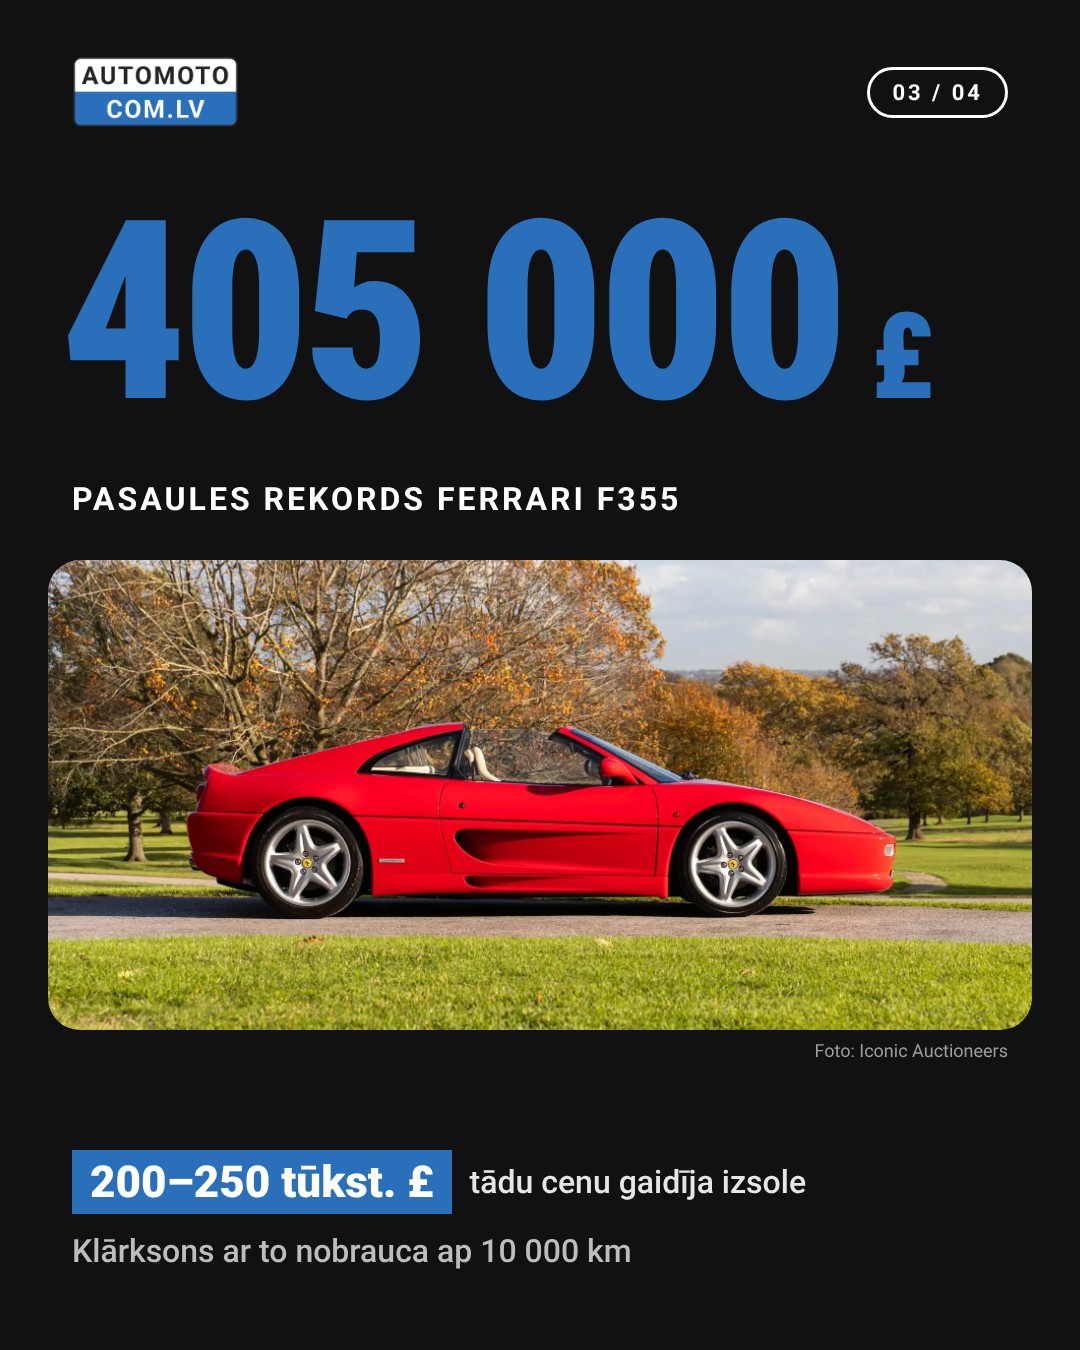 AUTOMOTO
COM.LV
03 / 04
405 000 £
PASAULES REKORDS FERRARI F355
Foto: Iconic Auctioneers
200–250 tūkst. £ tādu cenu gaidīja izsole
Klārksons ar to nobrauca ap 10 000 km